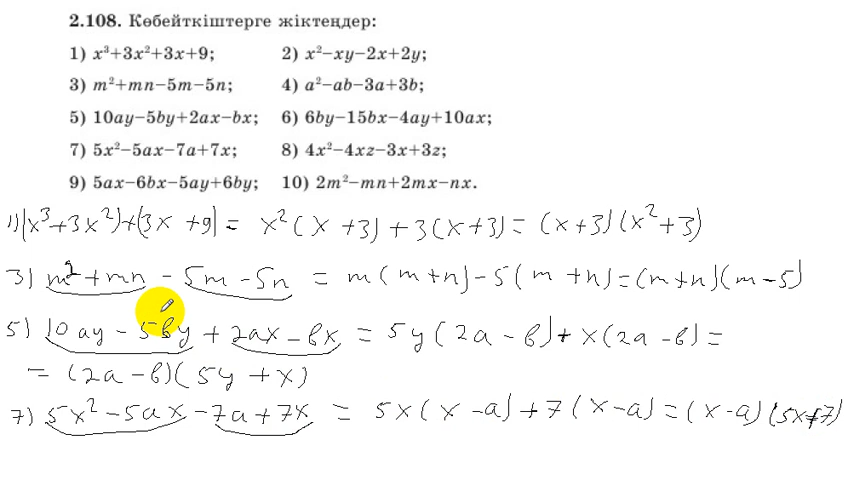 2.108. Көбейткіштерге жіктеңдер:
1) x³+3x²+3x+9; 2) x²−xy−2x+2y;
3) m²+mn−5m−5n; 4) a²−ab−3a+3b;
5) 10ay−5by+2ax−bx; 6) 6by−15bx−4ay+10ax;
7) 5x²−5ax−7a+7x; 8) 4x²−4xz−3x+3z;
9) 5ax−6bx−5ay+6by; 10) 2m²−mn+2mx−nx.
1) (x³+3x²)+(3x+9) = x²(x+3)+3(x+3) = (x+3)(x²+3)
3) m²+mn−5m−5n = m(m+n)−5(m+n)=(m+n)(m−5)
5) 10ay−5by+2ax−bx = 5y(2a−b)+x(2a−b) =
= (2a−b)(5y+x)
7) 5x²−5ax−7a+7x = 5x(x−a)+7(x−a)=(x−a)(5x+7)